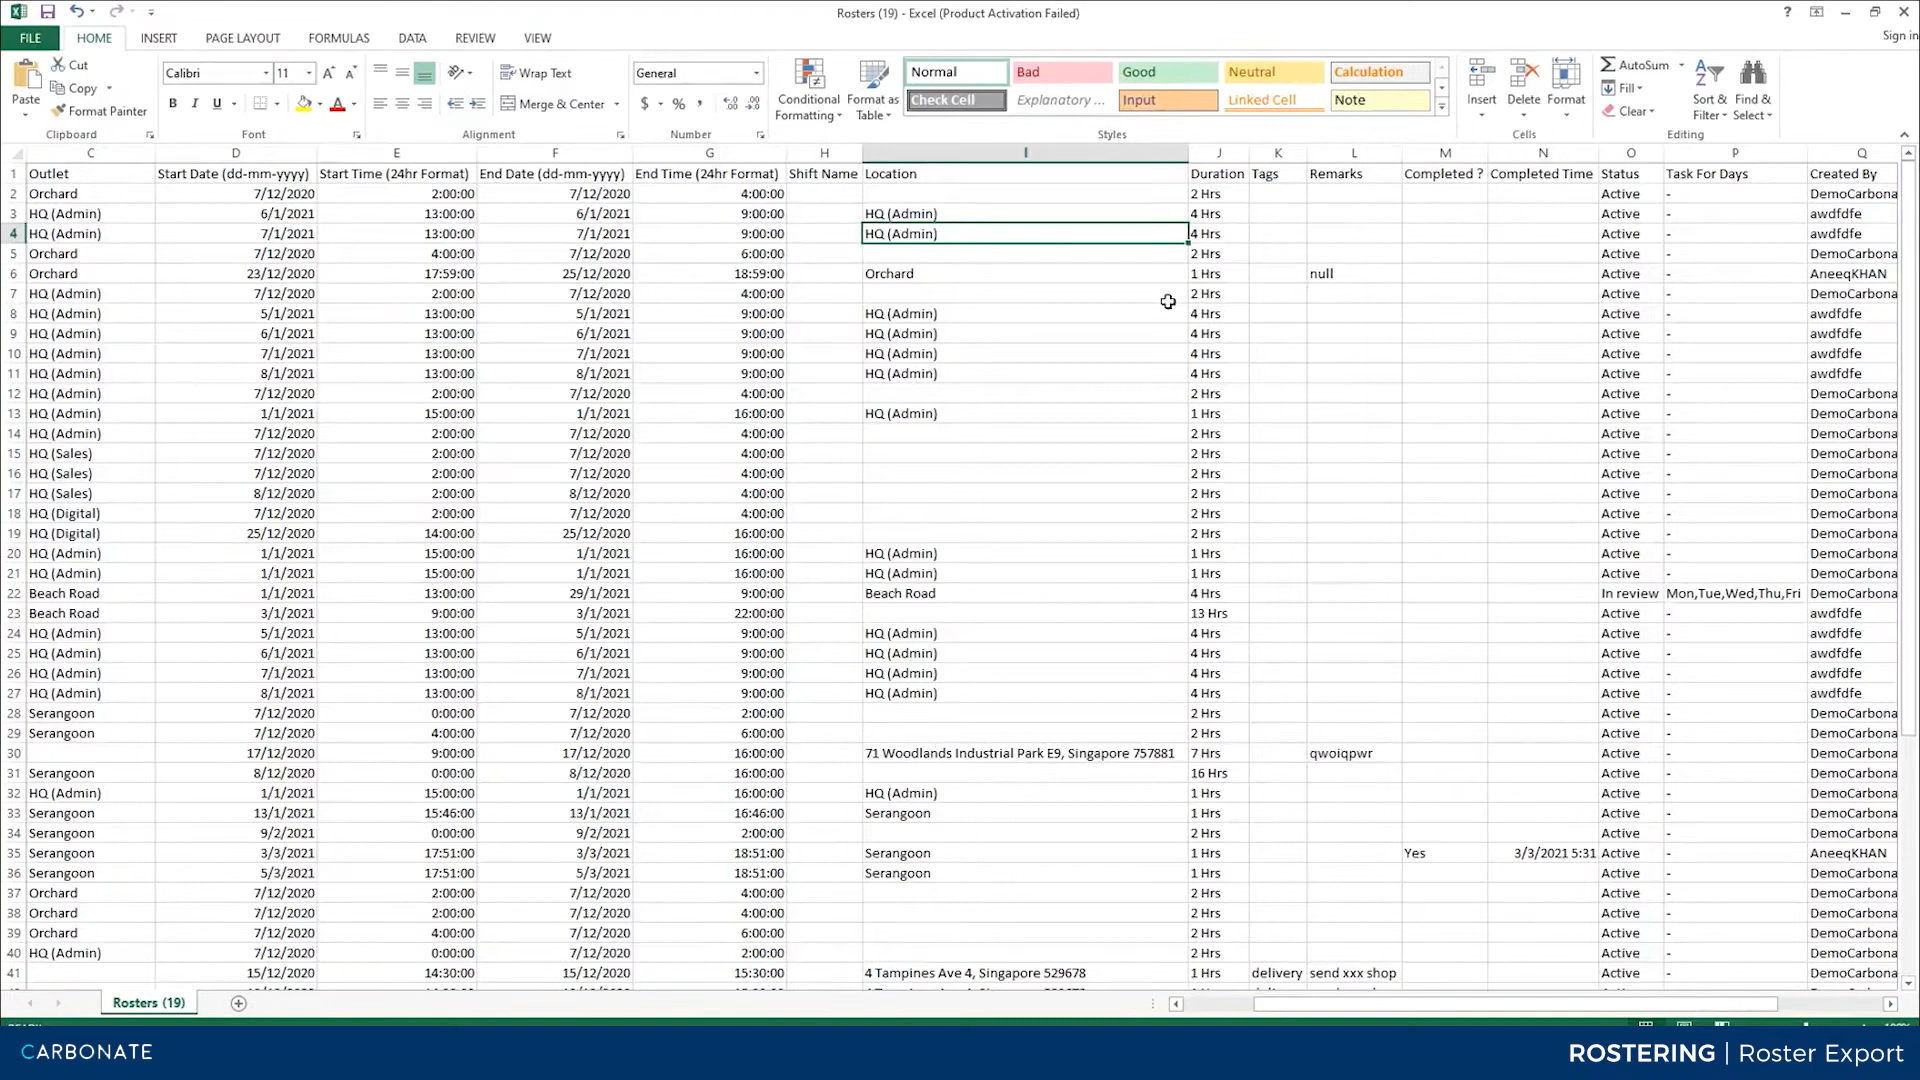 Rosters (19) - Excel (Product Activation Failed)
FILE HOME INSERT PAGE LAYOUT FORMULAS DATA REVIEW VIEW Sign in
Cut Calibri 11 Wrap Text General Normal Bad Good Neutral Calculation AutoSum
Copy Fill
Paste Format Painter B I U Merge & Center $ % , Conditional Formatting Format as Table Check Cell Explanatory ... Input Linked Cell Note Insert Delete Format Clear Sort & Filter Find & Select
Clipboard Font Alignment Number Styles Cells Editing
C D E F G H I J K L M N O P Q
1 Outlet Start Date (dd-mm-yyyy) Start Time (24hr Format) End Date (dd-mm-yyyy) End Time (24hr Format) Shift Name Location Duration Tags Remarks Completed ? Completed Time Status Task For Days Created By
2 Orchard 7/12/2020 2:00:00 7/12/2020 4:00:00 2 Hrs Active - DemoCarbona
3 HQ (Admin) 6/1/2021 13:00:00 6/1/2021 9:00:00 HQ (Admin) 4 Hrs Active - awdfdfe
4 HQ (Admin) 7/1/2021 13:00:00 7/1/2021 9:00:00 HQ (Admin) 4 Hrs Active - awdfdfe
5 Orchard 7/12/2020 4:00:00 7/12/2020 6:00:00 2 Hrs Active - DemoCarbona
6 Orchard 23/12/2020 17:59:00 25/12/2020 18:59:00 Orchard 1 Hrs null Active - AneeqKHAN
7 HQ (Admin) 7/12/2020 2:00:00 7/12/2020 4:00:00 2 Hrs Active - DemoCarbona
8 HQ (Admin) 5/1/2021 13:00:00 5/1/2021 9:00:00 HQ (Admin) 4 Hrs Active - awdfdfe
9 HQ (Admin) 6/1/2021 13:00:00 6/1/2021 9:00:00 HQ (Admin) 4 Hrs Active - awdfdfe
10 HQ (Admin) 7/1/2021 13:00:00 7/1/2021 9:00:00 HQ (Admin) 4 Hrs Active - awdfdfe
11 HQ (Admin) 8/1/2021 13:00:00 8/1/2021 9:00:00 HQ (Admin) 4 Hrs Active - awdfdfe
12 HQ (Admin) 7/12/2020 2:00:00 7/12/2020 4:00:00 2 Hrs Active - DemoCarbona
13 HQ (Admin) 1/1/2021 15:00:00 1/1/2021 16:00:00 HQ (Admin) 1 Hrs Active - DemoCarbona
14 HQ (Admin) 7/12/2020 2:00:00 7/12/2020 4:00:00 2 Hrs Active - DemoCarbona
15 HQ (Sales) 7/12/2020 2:00:00 7/12/2020 4:00:00 2 Hrs Active - DemoCarbona
16 HQ (Sales) 7/12/2020 2:00:00 7/12/2020 4:00:00 2 Hrs Active - DemoCarbona
17 HQ (Sales) 8/12/2020 2:00:00 8/12/2020 4:00:00 2 Hrs Active - DemoCarbona
18 HQ (Digital) 7/12/2020 2:00:00 7/12/2020 4:00:00 2 Hrs Active - DemoCarbona
19 HQ (Digital) 25/12/2020 14:00:00 25/12/2020 16:00:00 2 Hrs Active - DemoCarbona
20 HQ (Admin) 1/1/2021 15:00:00 1/1/2021 16:00:00 HQ (Admin) 1 Hrs Active - DemoCarbona
21 HQ (Admin) 1/1/2021 15:00:00 1/1/2021 16:00:00 HQ (Admin) 1 Hrs Active - DemoCarbona
22 Beach Road 1/1/2021 13:00:00 29/1/2021 9:00:00 Beach Road 4 Hrs In review Mon,Tue,Wed,Thu,Fri DemoCarbona
23 Beach Road 3/1/2021 9:00:00 3/1/2021 22:00:00 13 Hrs Active - awdfdfe
24 HQ (Admin) 5/1/2021 13:00:00 5/1/2021 9:00:00 HQ (Admin) 4 Hrs Active - awdfdfe
25 HQ (Admin) 6/1/2021 13:00:00 6/1/2021 9:00:00 HQ (Admin) 4 Hrs Active - awdfdfe
26 HQ (Admin) 7/1/2021 13:00:00 7/1/2021 9:00:00 HQ (Admin) 4 Hrs Active - awdfdfe
27 HQ (Admin) 8/1/2021 13:00:00 8/1/2021 9:00:00 HQ (Admin) 4 Hrs Active - awdfdfe
28 Serangoon 7/12/2020 0:00:00 7/12/2020 2:00:00 2 Hrs Active - DemoCarbona
29 Serangoon 7/12/2020 4:00:00 7/12/2020 6:00:00 2 Hrs Active - DemoCarbona
30 17/12/2020 9:00:00 17/12/2020 16:00:00 71 Woodlands Industrial Park E9, Singapore 757881 7 Hrs qwoiqpwr Active - DemoCarbona
31 Serangoon 8/12/2020 0:00:00 8/12/2020 16:00:00 16 Hrs Active - DemoCarbona
32 HQ (Admin) 1/1/2021 15:00:00 1/1/2021 16:00:00 HQ (Admin) 1 Hrs Active - DemoCarbona
33 Serangoon 13/1/2021 15:46:00 13/1/2021 16:46:00 Serangoon 1 Hrs Active - DemoCarbona
34 Serangoon 9/2/2021 0:00:00 9/2/2021 2:00:00 2 Hrs Active - DemoCarbona
35 Serangoon 3/3/2021 17:51:00 3/3/2021 18:51:00 Serangoon 1 Hrs Yes 3/3/2021 5:31 Active - AneeqKHAN
36 Serangoon 5/3/2021 17:51:00 5/3/2021 18:51:00 Serangoon 1 Hrs Active - DemoCarbona
37 Orchard 7/12/2020 2:00:00 7/12/2020 4:00:00 2 Hrs Active - DemoCarbona
38 Orchard 7/12/2020 2:00:00 7/12/2020 4:00:00 2 Hrs Active - DemoCarbona
39 Orchard 7/12/2020 4:00:00 7/12/2020 6:00:00 2 Hrs Active - DemoCarbona
40 HQ (Admin) 7/12/2020 0:00:00 7/12/2020 2:00:00 2 Hrs Active - DemoCarbona
41 15/12/2020 14:30:00 15/12/2020 15:30:00 4 Tampines Ave 4, Singapore 529678 1 Hrs delivery send xxx shop Active - DemoCarbona
Rosters (19)
CARBONATE ROSTERING | Roster Export